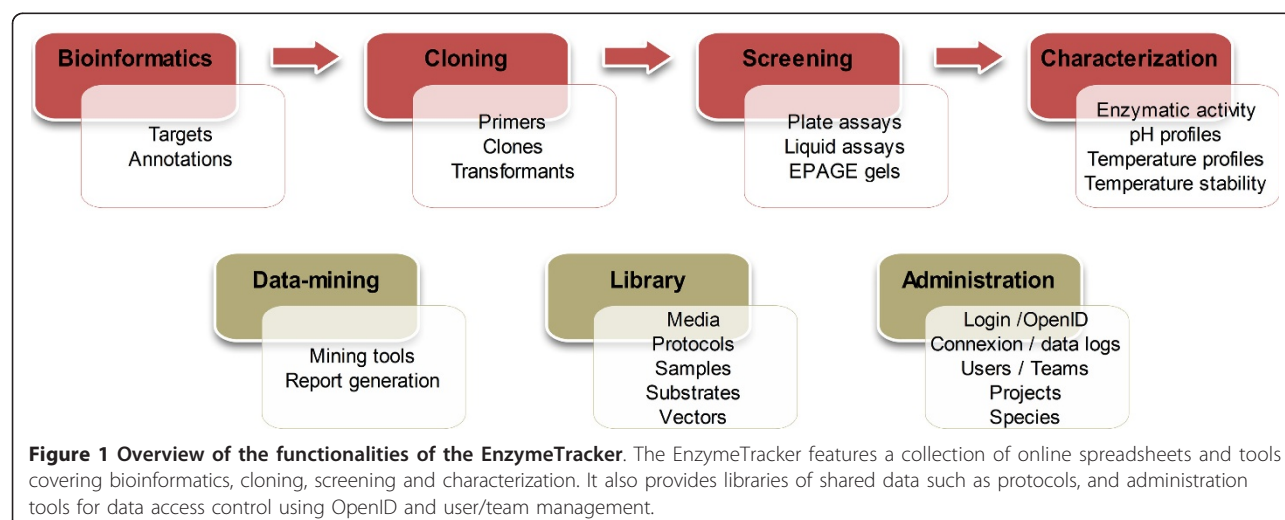 Bioinformatics
Targets
Annotations
Cloning
Primers
Clones
Transformants
Screening
Plate assays
Liquid assays
EPAGE gels
Characterization
Enzymatic activity
pH profiles
Temperature profiles
Temperature stability
Data-mining
Mining tools
Report generation
Library
Media
Protocols
Samples
Substrates
Vectors
Administration
Login /OpenID
Connexion / data logs
Users / Teams
Projects
Species
Figure 1 Overview of the functionalities of the EnzymeTracker. The EnzymeTracker features a collection of online spreadsheets and tools
covering bioinformatics, cloning, screening and characterization. It also provides libraries of shared data such as protocols, and administration
tools for data access control using OpenID and user/team management.